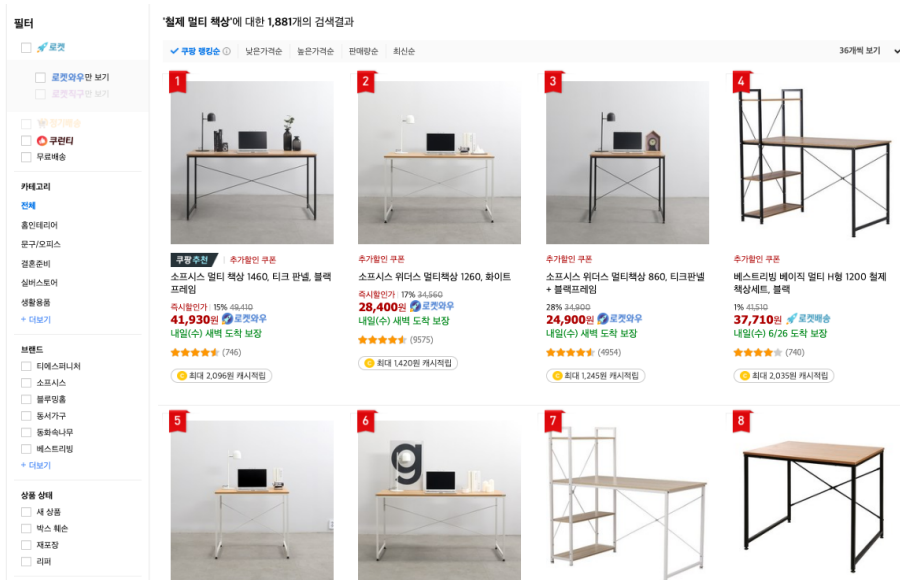 필터
'철제 멀티 책상'에 대한 1,881개의 검색결과
로켓
로켓와우만 보기
로켓직구만 보기
정기배송
쿠런티
무료배송
카테고리
전체
홈인테리어
문구/오피스
결혼준비
실버스토어
생활용품
+ 더보기
브랜드
티에스퍼니처
소프시스
블루밍홈
동서가구
동화속나무
베스트리빙
+ 더보기
상품 상태
새 상품
박스 훼손
재포장
리퍼
쿠팡 랭킹순
낮은가격순
높은가격순
판매량순
최신순
36개씩 보기
1
쿠팡추천
추가할인 쿠폰
소프시스 멀티 책상 1460, 티크 판넬, 블랙
프레임
즉시할인가 15% 49,410
41,930원 로켓와우
내일(수) 새벽 도착 보장
(746)
최대 2,096원 캐시적립
2
추가할인 쿠폰
소프시스 위더스 멀티책상 1260, 화이트
즉시할인가 17% 34,560
28,400원 로켓와우
내일(수) 새벽 도착 보장
(9575)
최대 1,420원 캐시적립
3
추가할인 쿠폰
소프시스 위더스 멀티책상 860, 티크판넬
+ 블랙프레임
28% 34,900
24,900원 로켓와우
내일(수) 새벽 도착 보장
(4954)
최대 1,245원 캐시적립
4
추가할인 쿠폰
베스트리빙 베이직 멀티 H형 1200 철제
책상세트, 블랙
1% 41,510
37,710원 로켓배송
내일(수) 6/26 도착 보장
(740)
최대 2,035원 캐시적립
5
6
g
7
8